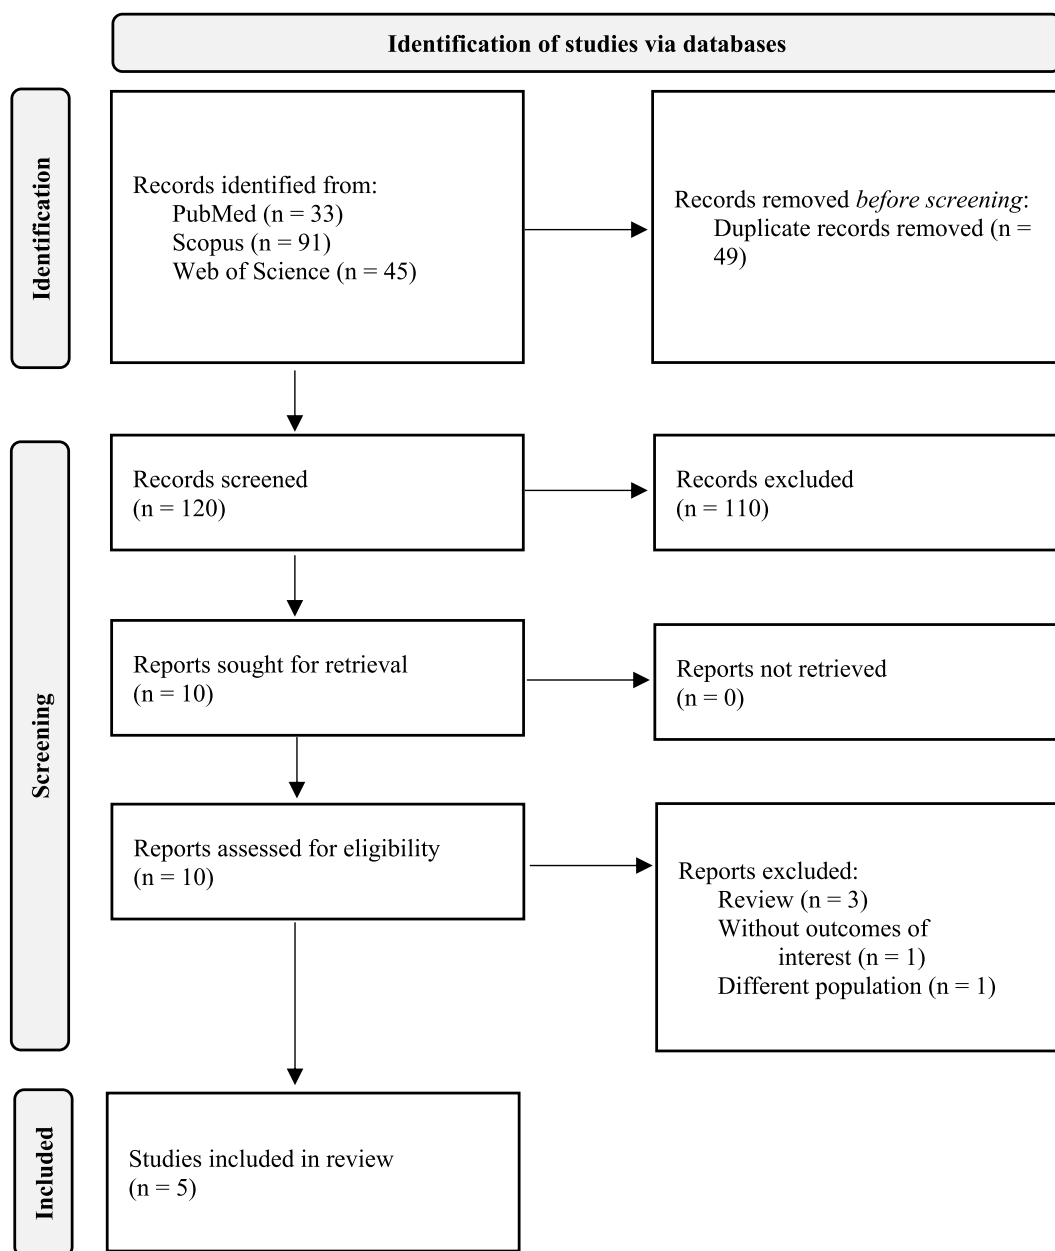 Identification of studies via databases
Identification
Records identified from:
PubMed (n = 33)
Scopus (n = 91)
Web of Science (n = 45)
Records removed before screening:
Duplicate records removed (n =
49)
Screening
Records screened
(n = 120)
Records excluded
(n = 110)
Reports sought for retrieval
(n = 10)
Reports not retrieved
(n = 0)
Reports assessed for eligibility
(n = 10)
Reports excluded:
Review (n = 3)
Without outcomes of
interest (n = 1)
Different population (n = 1)
Included
Studies included in review
(n = 5)